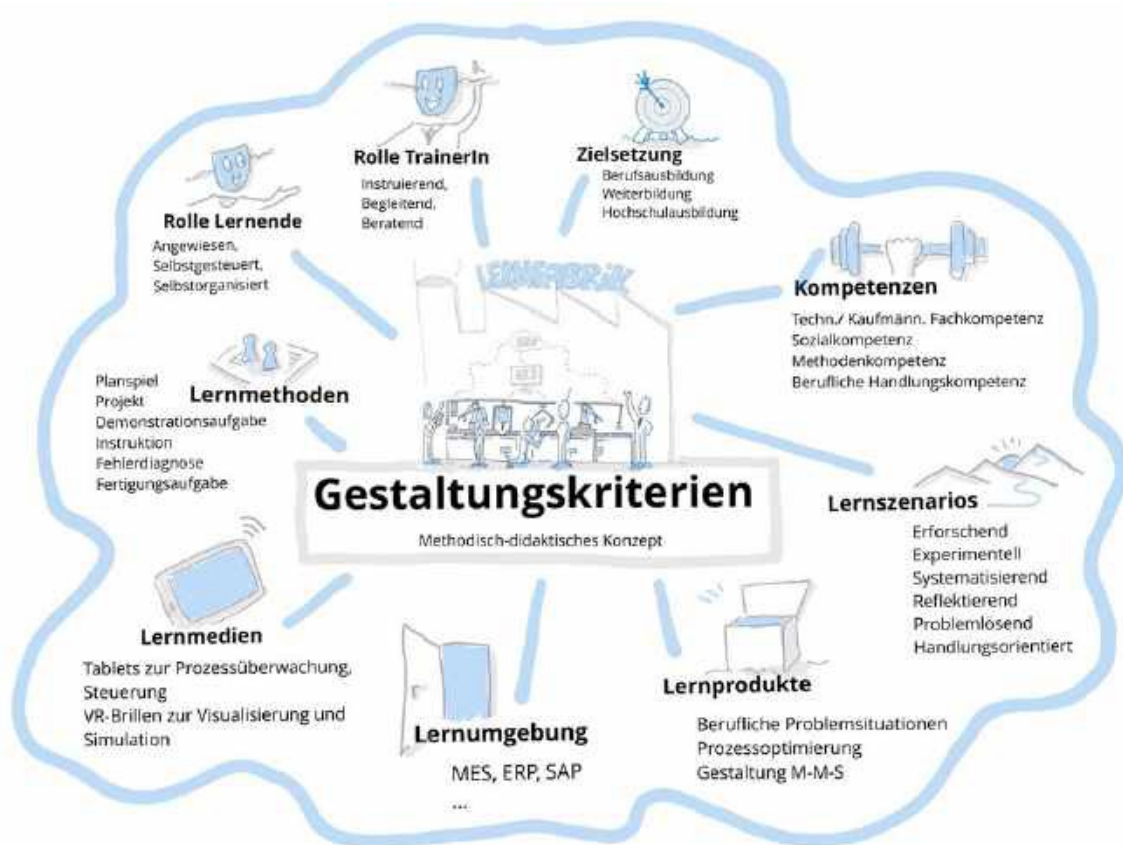 Rolle TrainerIn
Instruierend,
Begleitend,
Beratend
Zielsetzung
Berufsausbildung
Weiterbildung
Hochschulausbildung
Rolle Lernende
Angewiesen,
Selbstgesteuert,
Selbstorganisiert
LERNFABRIK
Kompetenzen
Techn./ Kaufmänn. Fachkompetenz
Sozialkompetenz
Methodenkompetenz
Berufliche Handlungskompetenz
Lernmethoden
Planspiel
Projekt
Demonstrationsaufgabe
Instruktion
Fehlerdiagnose
Fertigungsaufgabe
Gestaltungskriterien
Methodisch-didaktisches Konzept
Lernszenarios
Erforschend
Experimentell
Systematisierend
Reflektierend
Problemlösend
Handlungsorientiert
Lernmedien
Tablets zur Prozessüberwachung,
Steuerung
VR-Brillen zur Visualisierung und
Simulation
Lernumgebung
MES, ERP, SAP
...
Lernprodukte
Berufliche Problemsituationen
Prozessoptimierung
Gestaltung M-M-S